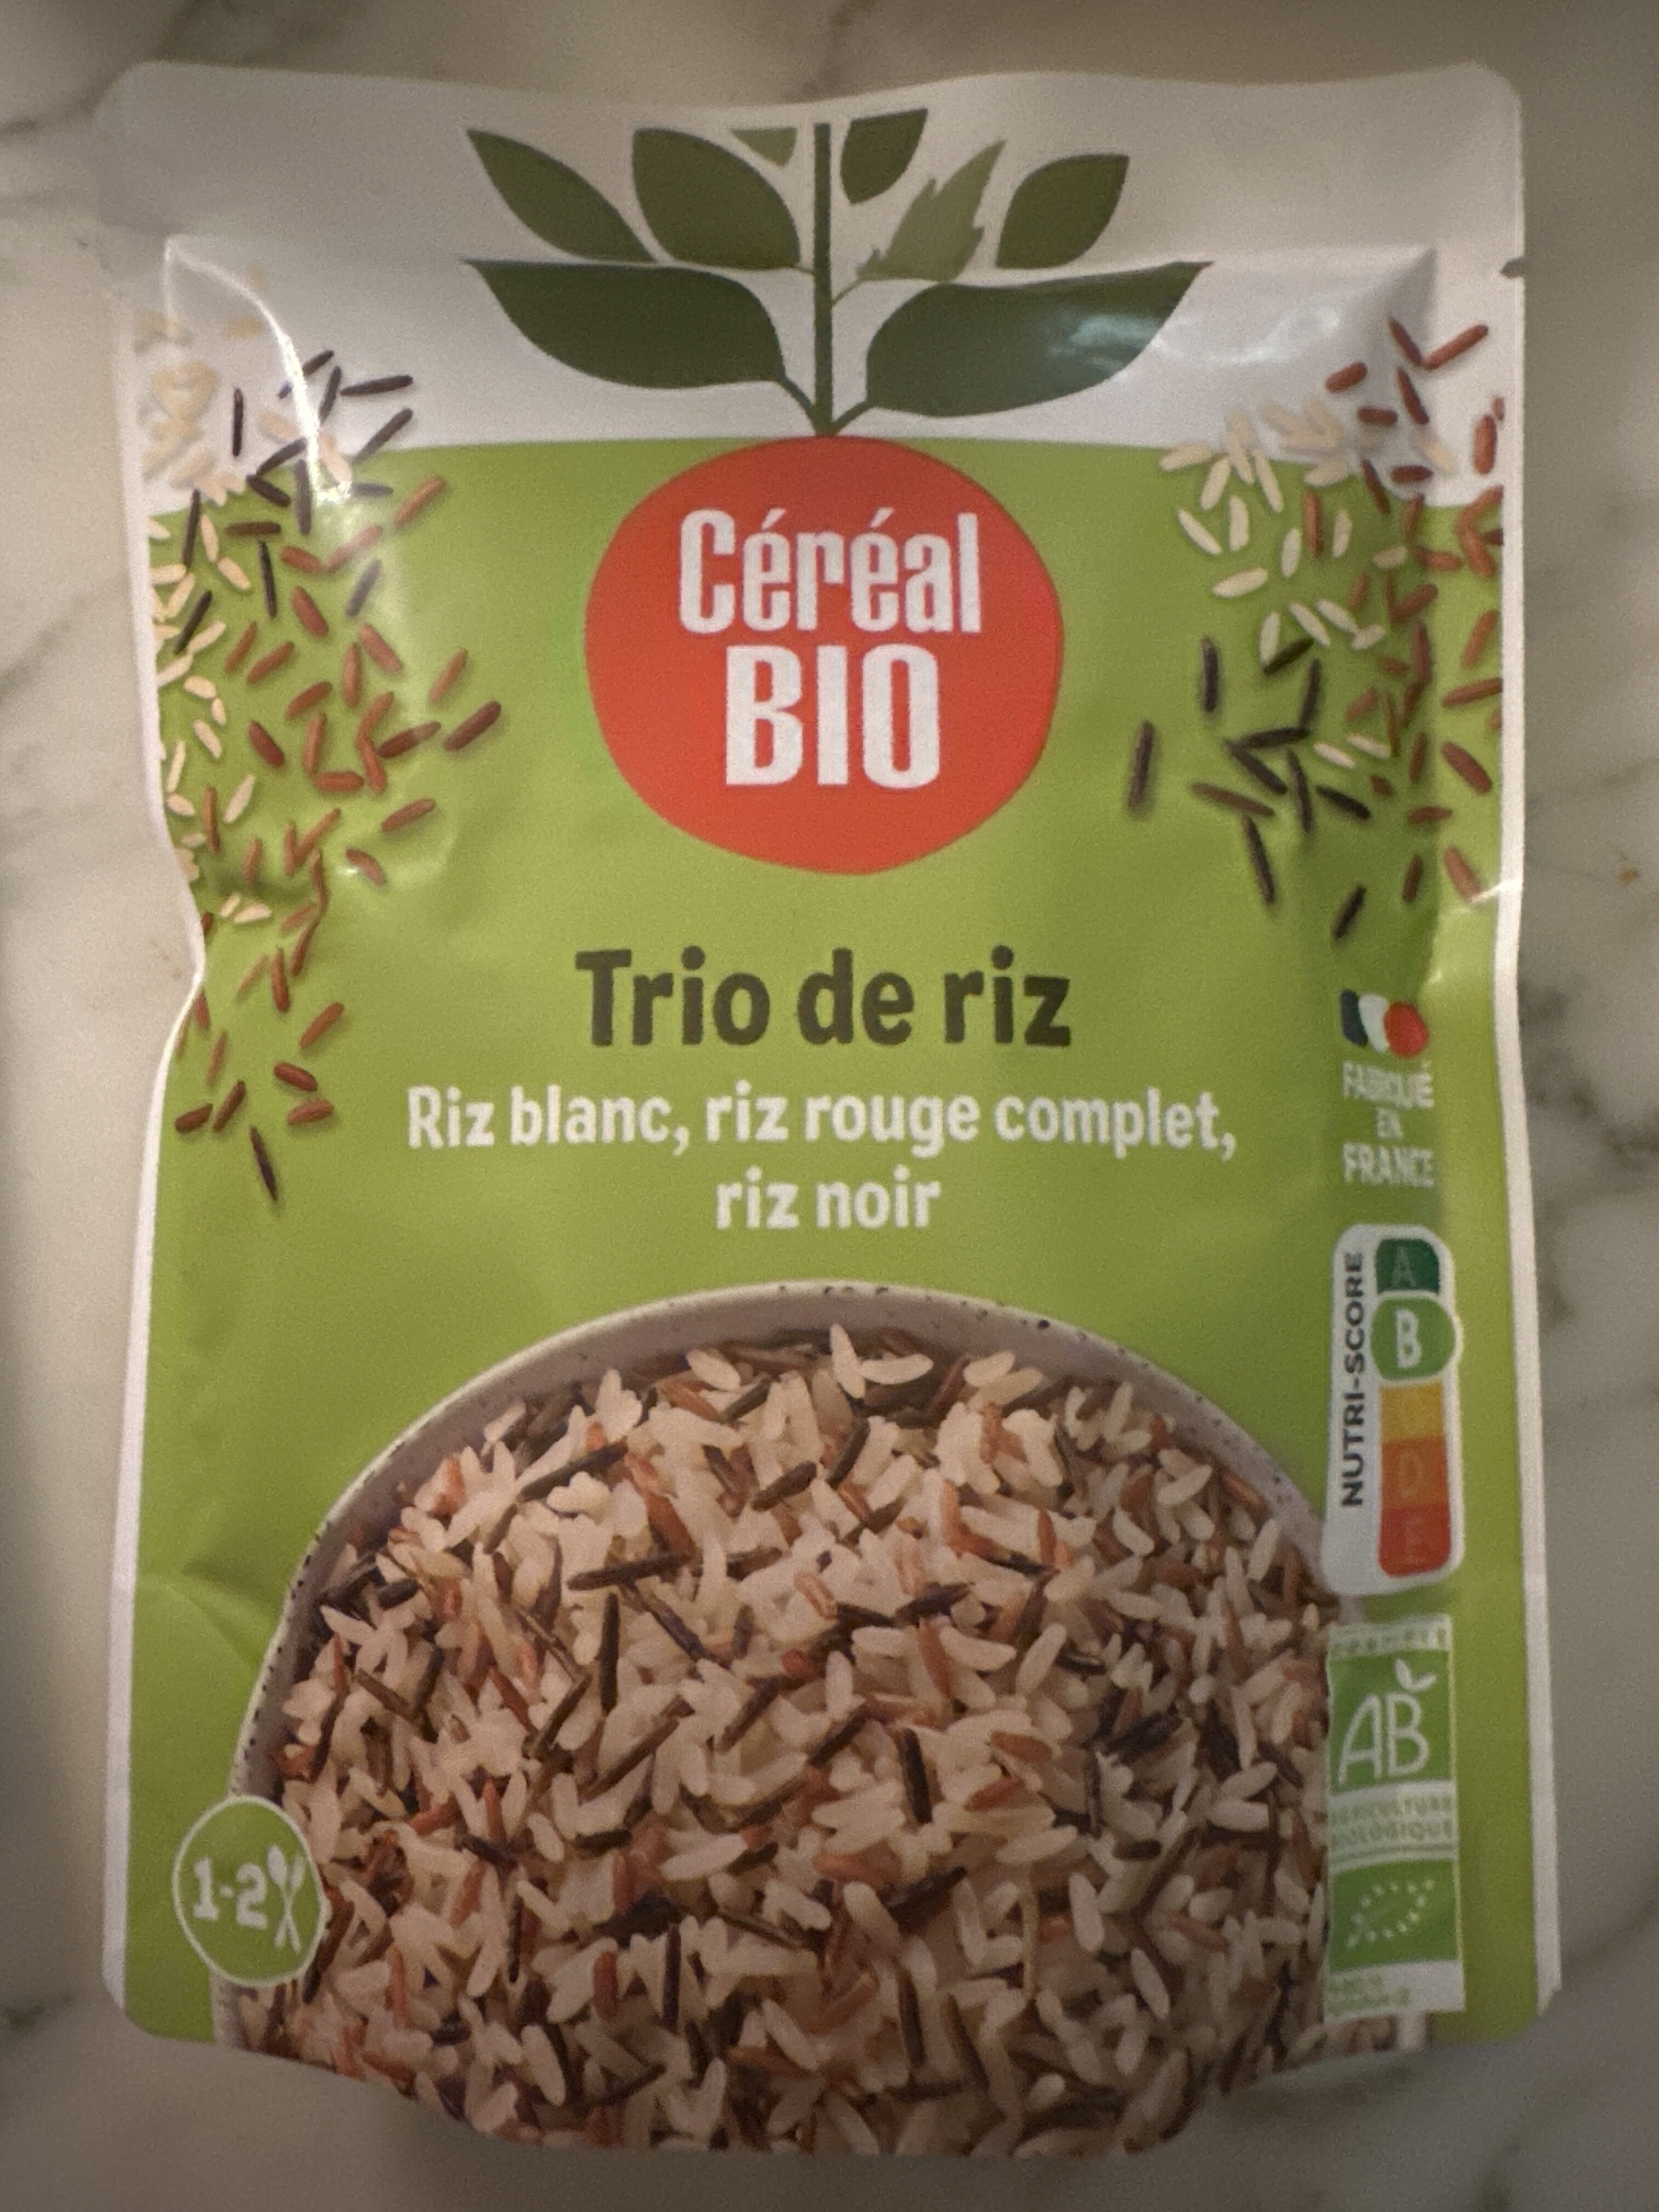 Céréal
BIO
Trio de riz
Riz blanc, riz rouge complet,
riz noir
FABRIQUÉ
EN
FRANCE
NUTRI-SCORE
A
B
D
E
AB
AGRICULTURE
BIOLOGIQUE
1-2